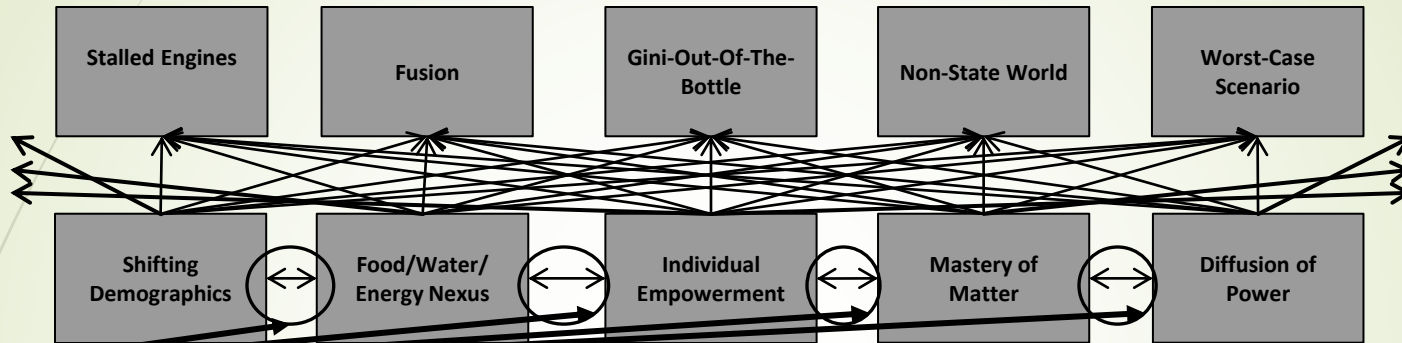 Stalled Engines
Fusion
Gini-Out-Of-The-
Bottle
Non-State World
Worst-Case
Scenario
Shifting
Demographics
Food/Water/
Energy Nexus
Individual
Empowerment
Mastery of
Matter
Diffusion of
Power